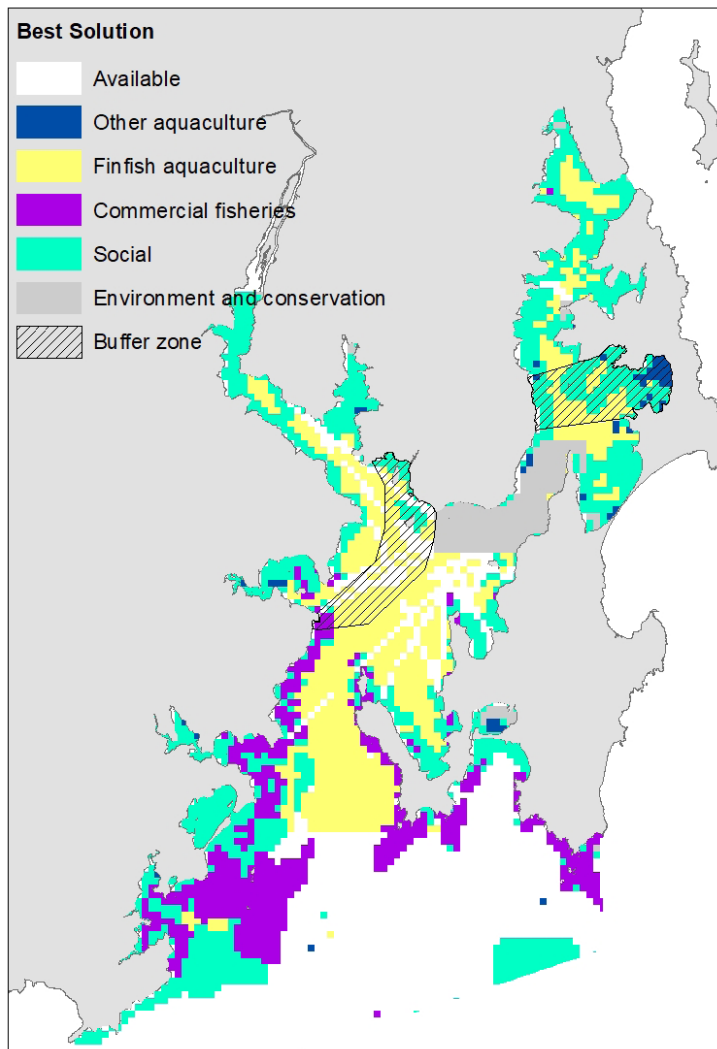 Best Solution
Available
Other aquaculture
Finfish aquaculture
Commercial fisheries
Social
Environment and conservation
Buffer zone